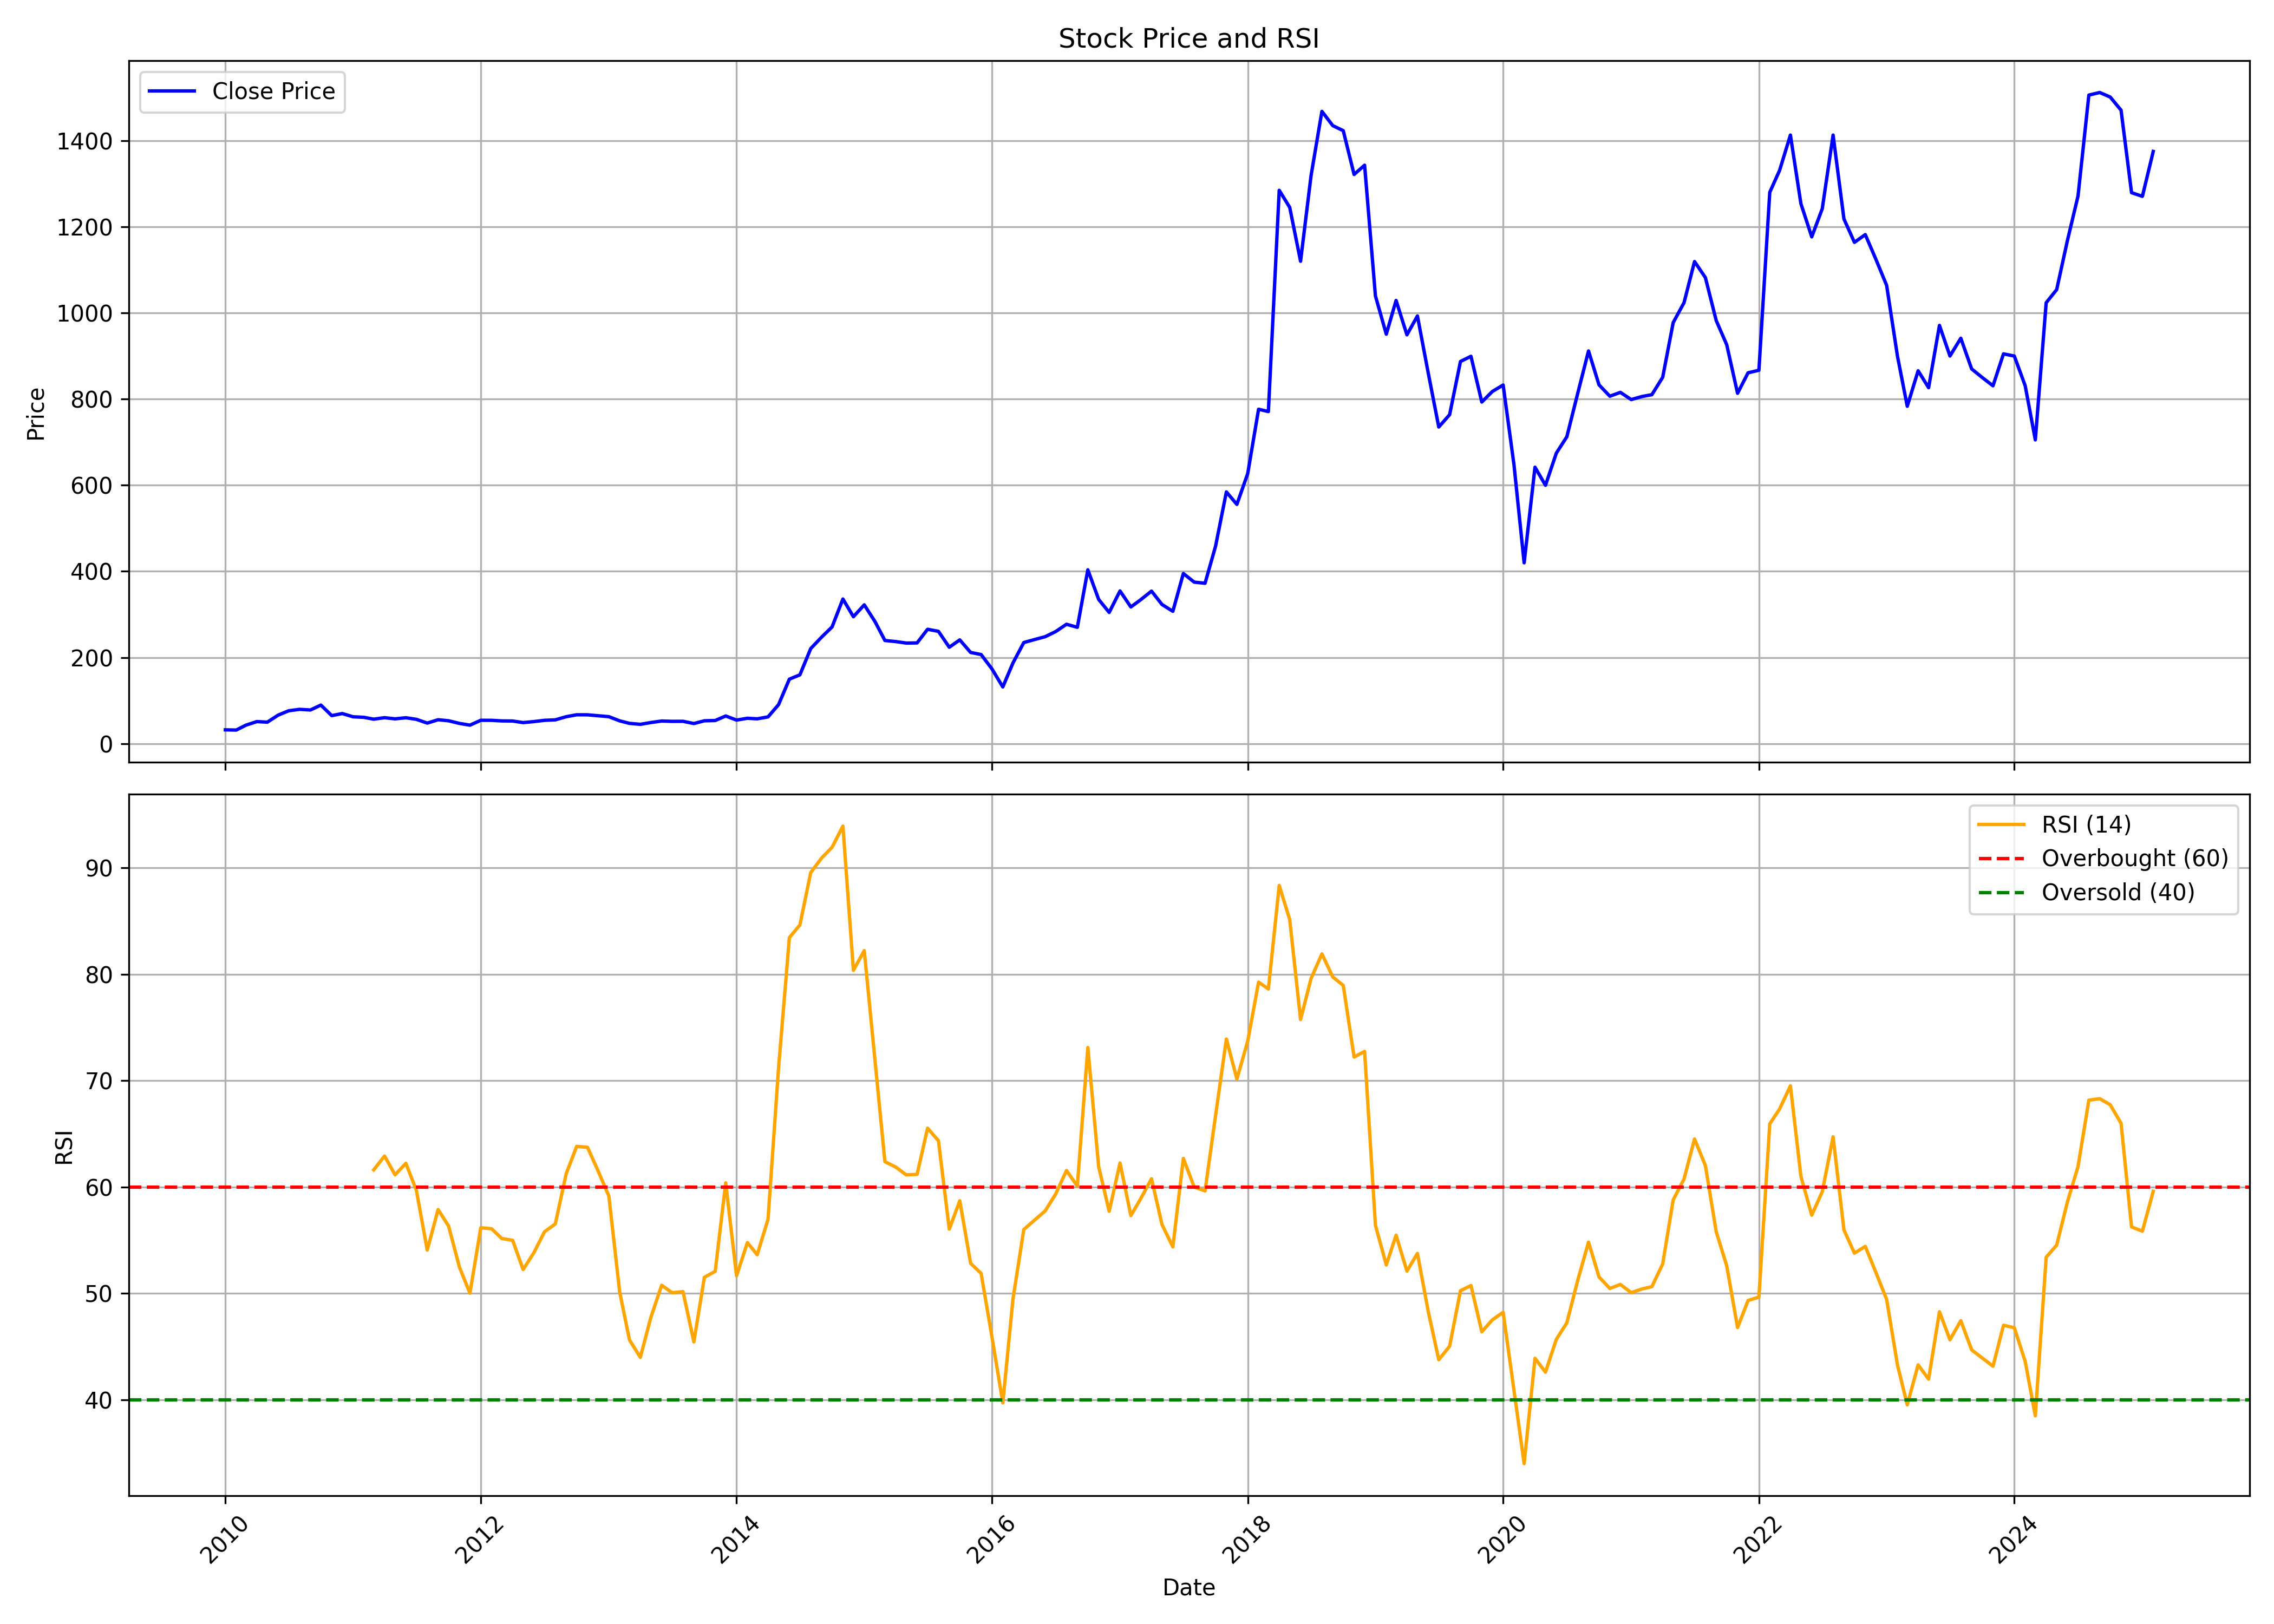 Stock Price and RSI
Close Price
Price
1400
1200
1000
800
600
400
200
0
RSI (14)
Overbought (60)
Oversold (40)
RSI
90
80
70
60
50
40
2010
2012
2014
2016
2018
2020
2022
2024
Date